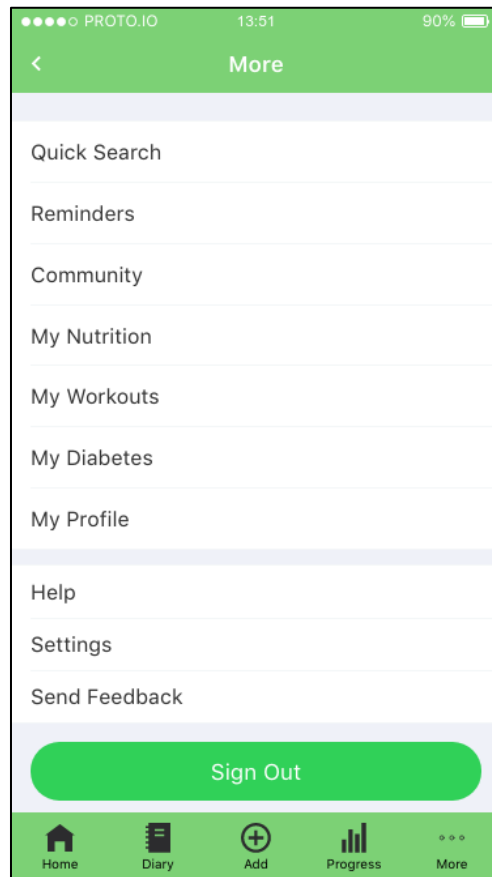 PROTO.IO 13:51 90%
More
Quick Search
Reminders
Community
My Nutrition
My Workouts
My Diabetes
My Profile
Help
Settings
Send Feedback
Sign Out
Home Diary Add Progress More